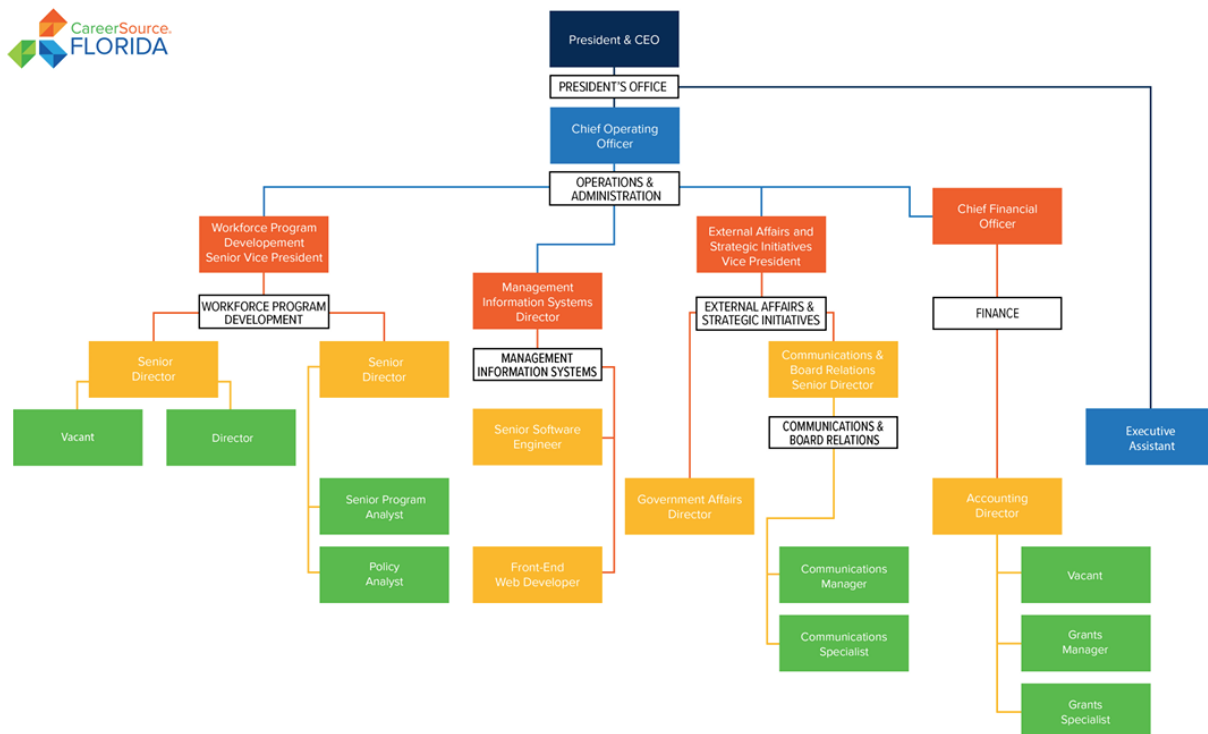 CareerSource®
FLORIDA
President & CEO
PRESIDENT'S OFFICE
Chief Operating
Officer
OPERATIONS &
ADMINISTRATION
Workforce Program
Developement
Senior Vice President
WORKFORCE PROGRAM
DEVELOPMENT
Senior
Director
Vacant
Director
Senior
Director
Senior Program
Analyst
Policy
Analyst
Management
Information Systems
Director
MANAGEMENT
INFORMATION SYSTEMS
Senior Software
Engineer
Front-End
Web Developer
External Affairs and
Strategic Initiatives
Vice President
EXTERNAL AFFAIRS &
STRATEGIC INITIATIVES
Government Affairs
Director
Communications &
Board Relations
Senior Director
COMMUNICATIONS &
BOARD RELATIONS
Communications
Manager
Communications
Specialist
Chief Financial
Officer
FINANCE
Accounting
Director
Vacant
Grants
Manager
Grants
Specialist
Executive
Assistant